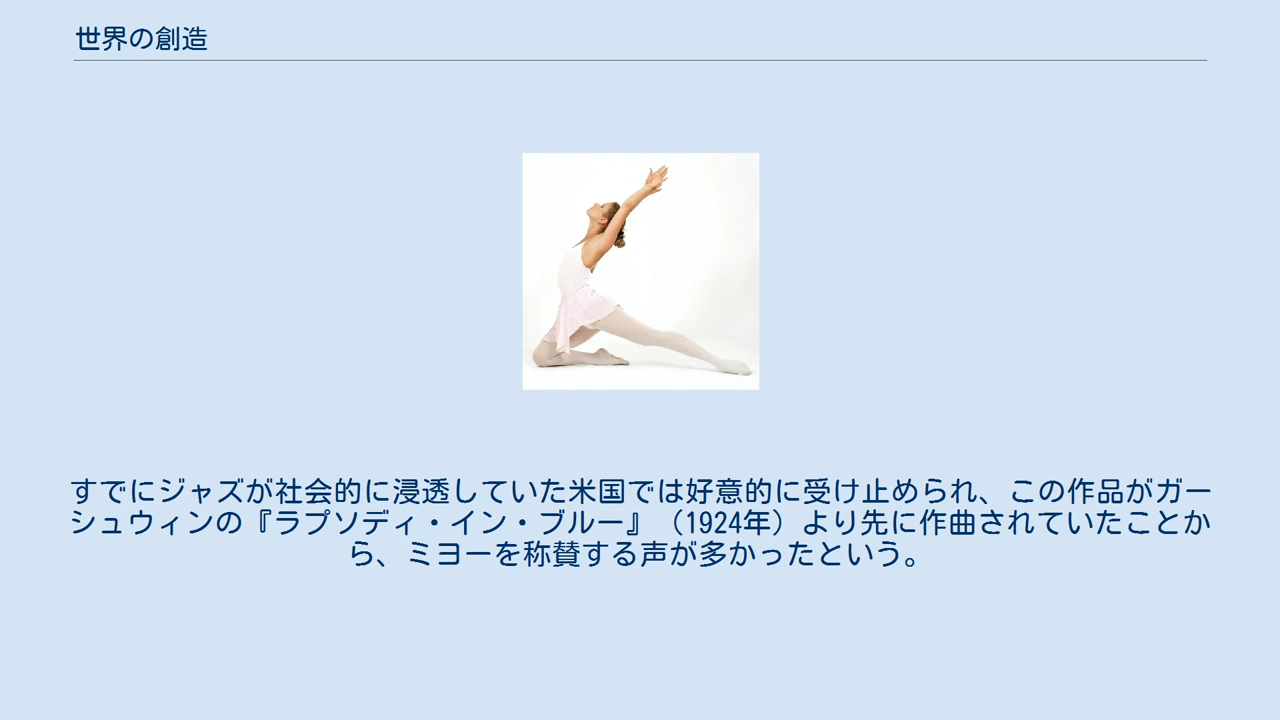 世界の創造
すでにジャズが社会的に浸透していた米国では好意的に受け止められ、この作品がガー
シュウィンの『ラプソディ・イン・ブルー』（1924年）より先に作曲されていたことか
ら、ミヨーを称賛する声が多かったという。